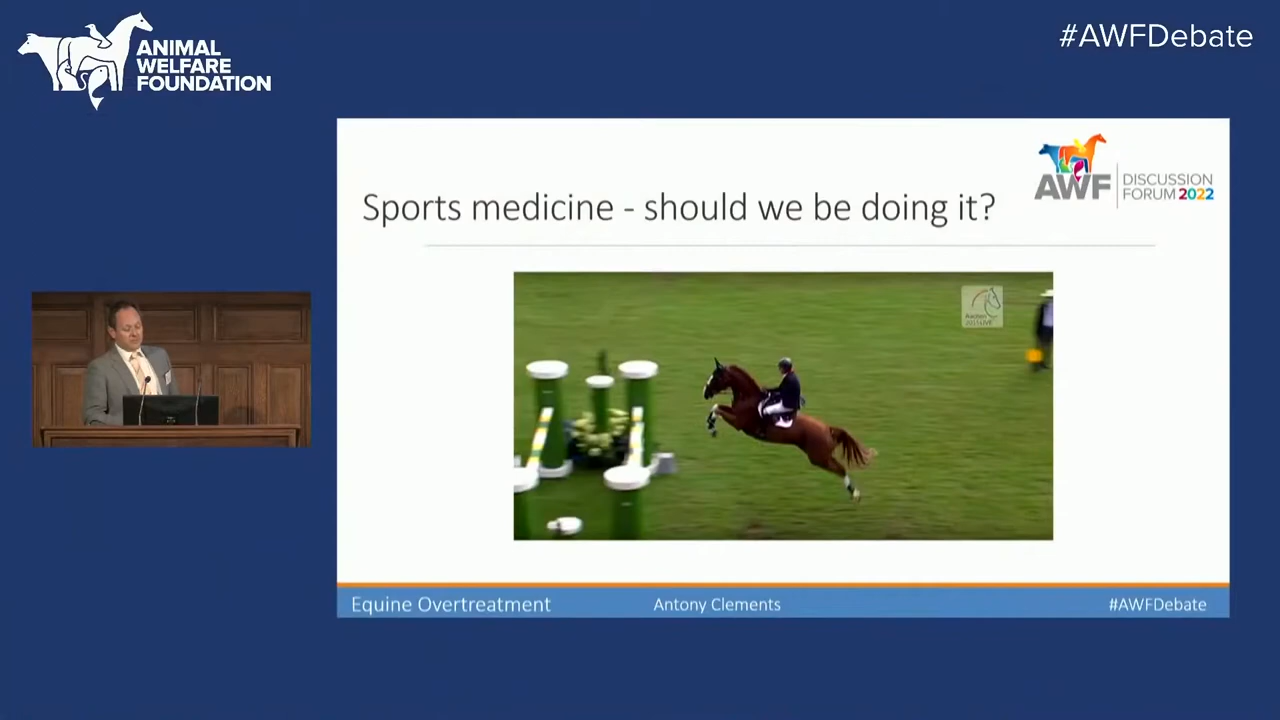 ANIMAL
WELFARE
FOUNDATION
#AWFDebate
AWF
DISCUSSION
FORUM 2022
Sports medicine - should we be doing it?
Equine Overtreatment
Antony Clements
#AWFDebate